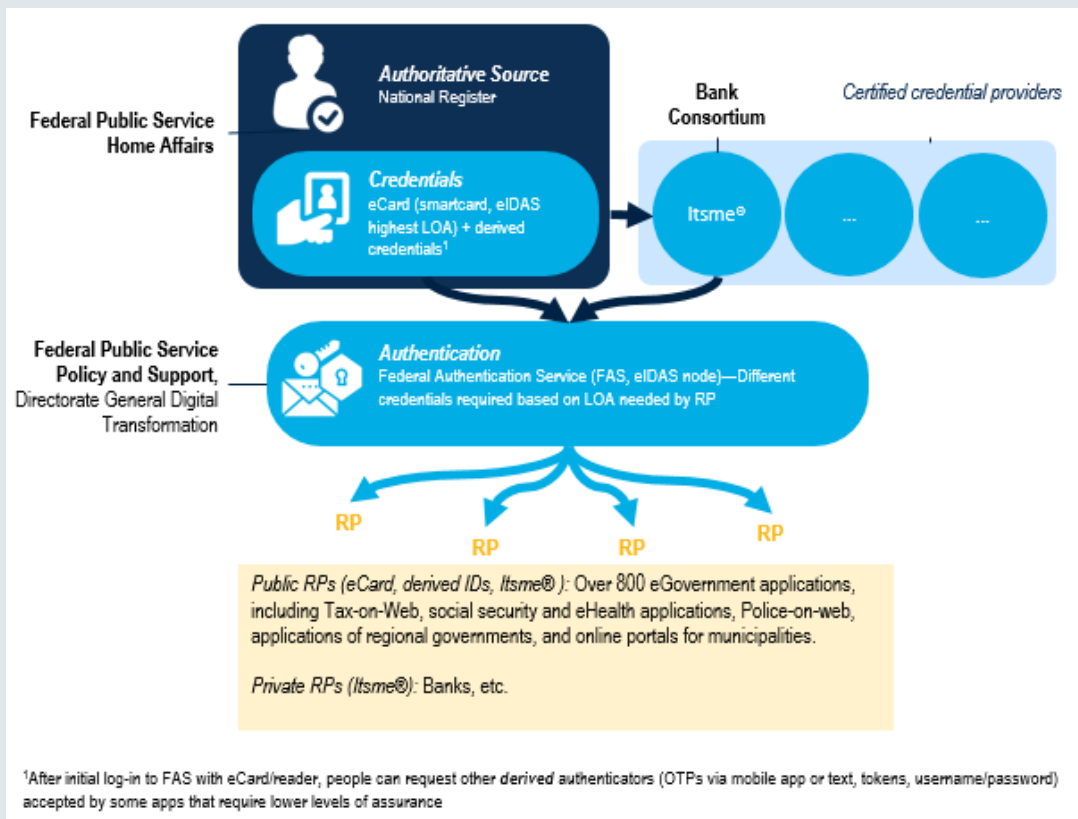 Authoritative Source
National Register
Federal Public Service
Home Affairs
Bank
Consortium
Certified credential providers
Credentials
eCard (smartcard, eIDAS
highest LOA) + derived
credentials¹
Itsme®
...
...
Federal Public Service
Policy and Support,
Directorate General Digital
Transformation
Authentication
Federal Authentication Service (FAS, eIDAS node)—Different
credentials required based on LOA needed by RP
RP
RP
RP
RP
Public RPs (eCard, derived IDs, Itsme® ): Over 800 eGovernment applications,
including Tax-on-Web, social security and eHealth applications, Police-on-web,
applications of regional governments, and online portals for municipalities.
Private RPs (Itsme®): Banks, etc.
¹After initial log-in to FAS with eCard/reader, people can request other derived authenticators (OTPs via mobile app or text, tokens, username/password)
accepted by some apps that require lower levels of assurance